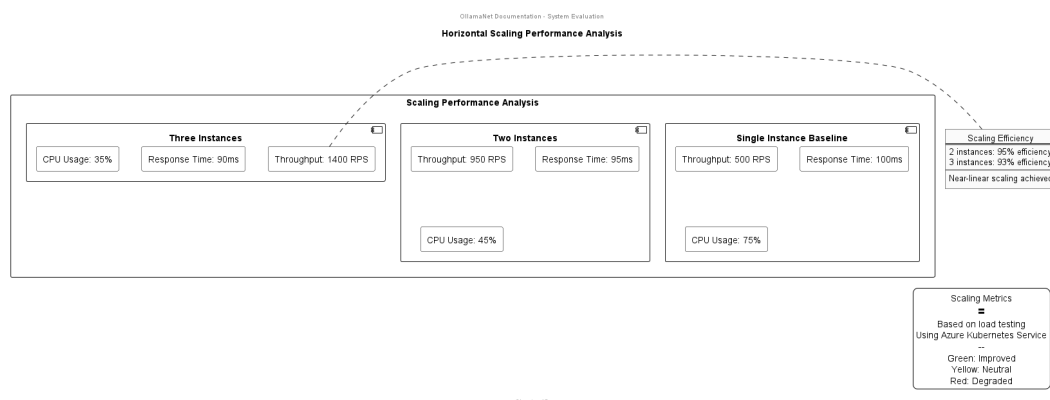 OllamaNet Documentation - System Evaluation
Horizontal Scaling Performance Analysis
Scaling Performance Analysis
Three Instances
CPU Usage: 35%
Response Time: 90ms
Throughput: 1400 RPS
Two Instances
Throughput: 950 RPS
Response Time: 95ms
CPU Usage: 45%
Single Instance Baseline
Throughput: 500 RPS
Response Time: 100ms
CPU Usage: 75%
Scaling Efficiency
2 instances: 95% efficiency
3 instances: 93% efficiency
Near-linear scaling achieved
Scaling Metrics
=
Based on load testing
Using Azure Kubernetes Service
--
Green: Improved
Yellow: Neutral
Red: Degraded